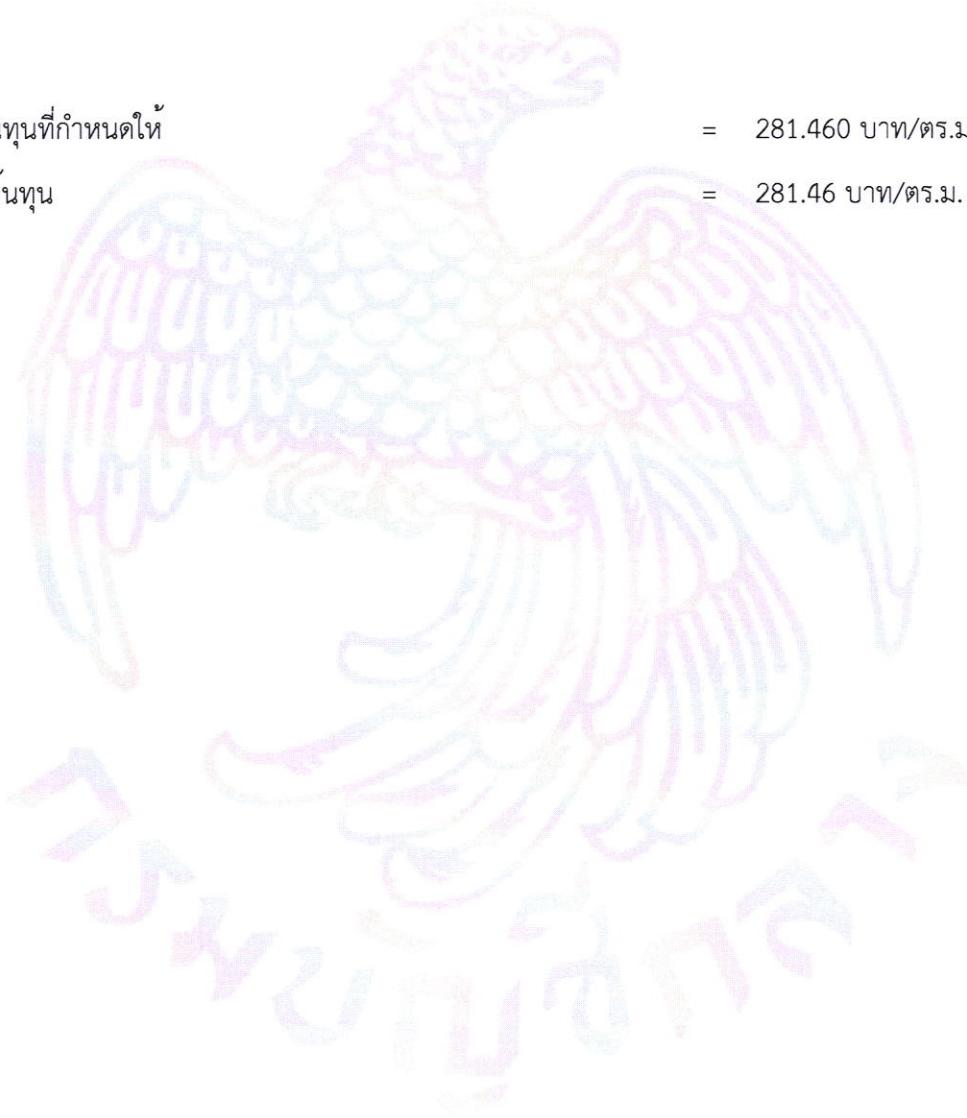 นทุนที่กำหนดให้ = 281.460 บาท/ตร.ม
้นทุน = 281.46 บาท/ตร.ม.
กรมบัญชีกลาง